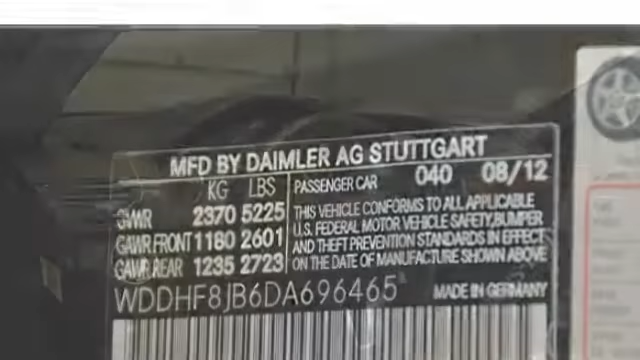 MFD BY DAIMLER AG STUTTGART
KG LBS
GVWR 2370 5225
GAWR FRONT 1180 2601
GAWR REAR 1235 2723
PASSENGER CAR 040 08/12
THIS VEHICLE CONFORMS TO ALL APPLICABLE
U.S. FEDERAL MOTOR VEHICLE SAFETY, BUMPER
AND THEFT PREVENTION STANDARDS IN EFFECT
ON THE DATE OF MANUFACTURE SHOWN ABOVE
WDDHF8JB6DA696465 MADE IN GERMANY